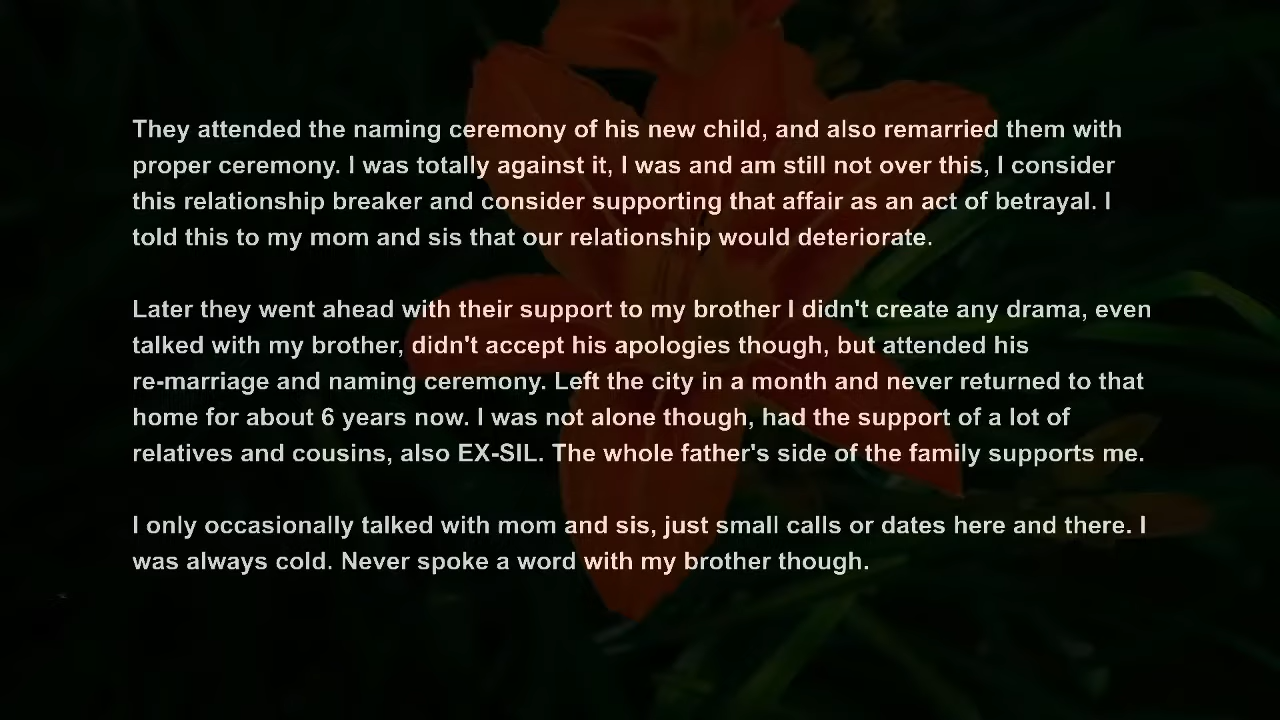 They attended the naming ceremony of his new child, and also remarried them with
proper ceremony. I was totally against it, I was and am still not over this, I consider
this relationship breaker and consider supporting that affair as an act of betrayal. I
told this to my mom and sis that our relationship would deteriorate.
Later they went ahead with their support to my brother I didn't create any drama, even
talked with my brother, didn't accept his apologies though, but attended his
re-marriage and naming ceremony. Left the city in a month and never returned to that
home for about 6 years now. I was not alone though, had the support of a lot of
relatives and cousins, also EX-SIL. The whole father's side of the family supports me.
I only occasionally talked with mom and sis, just small calls or dates here and there. I
was always cold. Never spoke a word with my brother though.